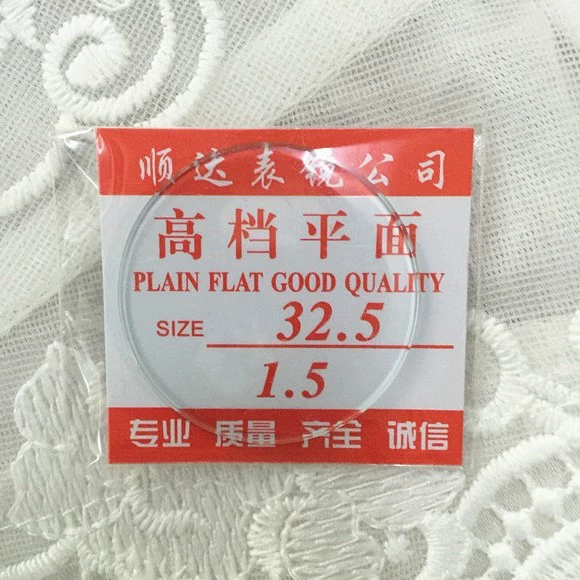 顺达表镜公司
高档平面
PLAIN FLAT GOOD QUALITY
SIZE 32.5
1.5
专业 质量 齐全 诚信